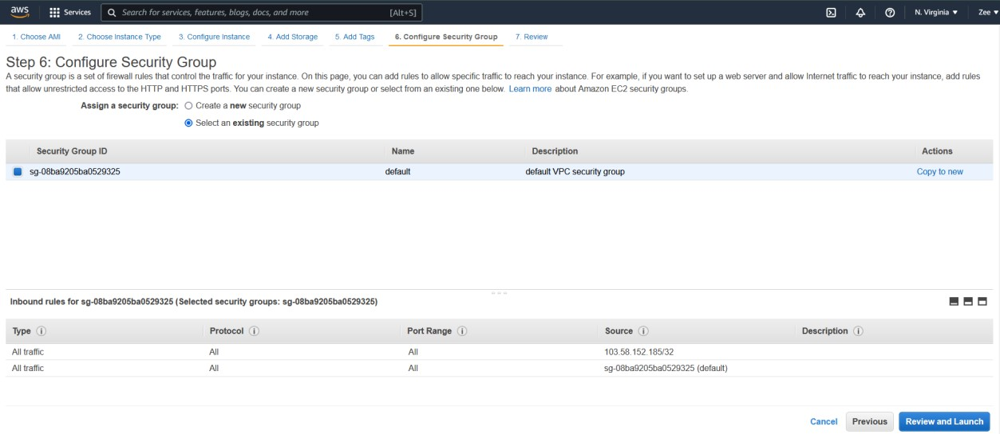 aws Services Search for services, features, blogs, docs, and more [Alt+S] N. Virginia Zee
1. Choose AMI 2. Choose Instance Type 3. Configure Instance 4. Add Storage 5. Add Tags 6. Configure Security Group 7. Review
Step 6: Configure Security Group
A security group is a set of firewall rules that control the traffic for your instance. On this page, you can add rules to allow specific traffic to reach your instance. For example, if you want to set up a web server and allow Internet traffic to reach your instance, add rules
that allow unrestricted access to the HTTP and HTTPS ports. You can create a new security group or select from an existing one below. Learn more about Amazon EC2 security groups.
Assign a security group: Create a new security group
Select an existing security group
Security Group ID Name Description Actions
sg-08ba9205ba0529325 default default VPC security group Copy to new
Inbound rules for sg-08ba9205ba0529325 (Selected security groups: sg-08ba9205ba0529325)
Type Protocol Port Range Source Description
All traffic All All 103.58.152.185/32
All traffic All All sg-08ba9205ba0529325 (default)
Cancel Previous Review and Launch